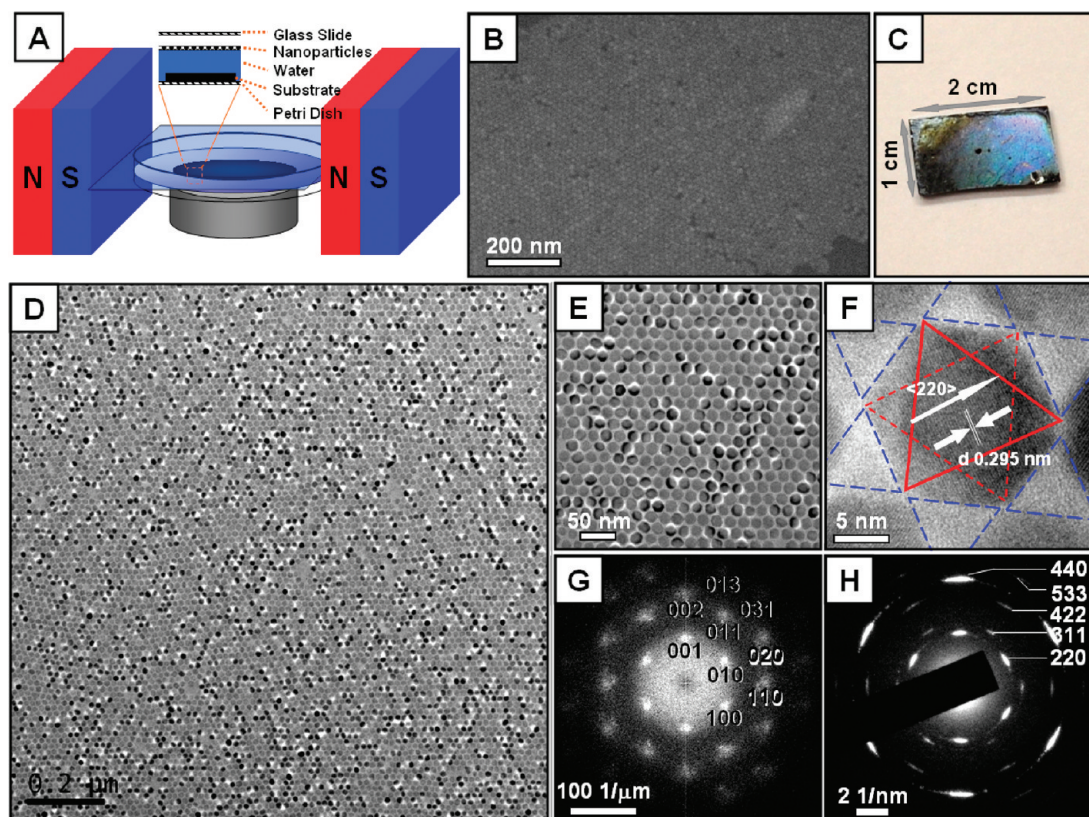 A
Glass Slide
Nanoparticles
Water
Substrate
Petri Dish
N S
N S
B
200 nm
C
2 cm
1 cm
D
0.2 μm
E
50 nm
F
<220>
d 0.295 nm
5 nm
G
013
002 031
011
001 020
010
110
100
100 1/μm
H
440
533
422
311
220
2 1/nm